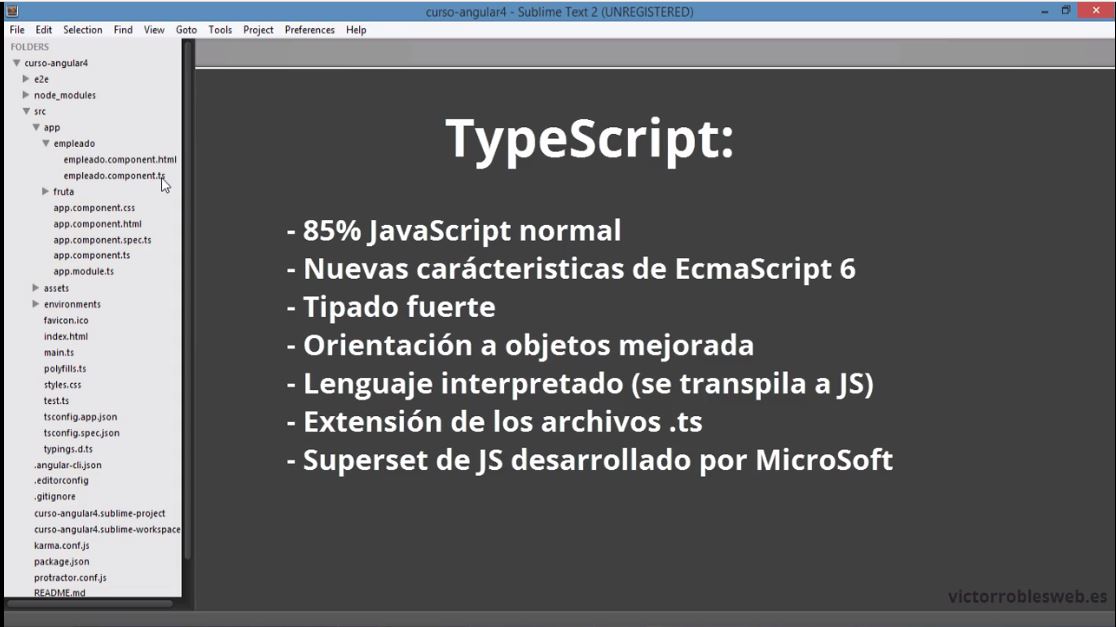 curso-angular4 - Sublime Text 2 (UNREGISTERED)
File Edit Selection Find View Goto Tools Project Preferences Help
FOLDERS
curso-angular4
e2e
node_modules
src
app
empleado
empleado.component.html
empleado.component.ts
fruta
app.component.css
app.component.html
app.component.spec.ts
app.component.ts
app.module.ts
assets
environments
favicon.ico
index.html
main.ts
polyfills.ts
styles.css
test.ts
tsconfig.app.json
tsconfig.spec.json
typings.d.ts
.angular-cli.json
.editorconfig
.gitignore
curso-angular4.sublime-project
curso-angular4.sublime-workspace
karma.conf.js
package.json
protractor.conf.js
README.md
TypeScript:
- 85% JavaScript normal
- Nuevas carácteristicas de EcmaScript 6
- Tipado fuerte
- Orientación a objetos mejorada
- Lenguaje interpretado (se transpila a JS)
- Extensión de los archivos .ts
- Superset de JS desarrollado por MicroSoft
victorroblesweb.es